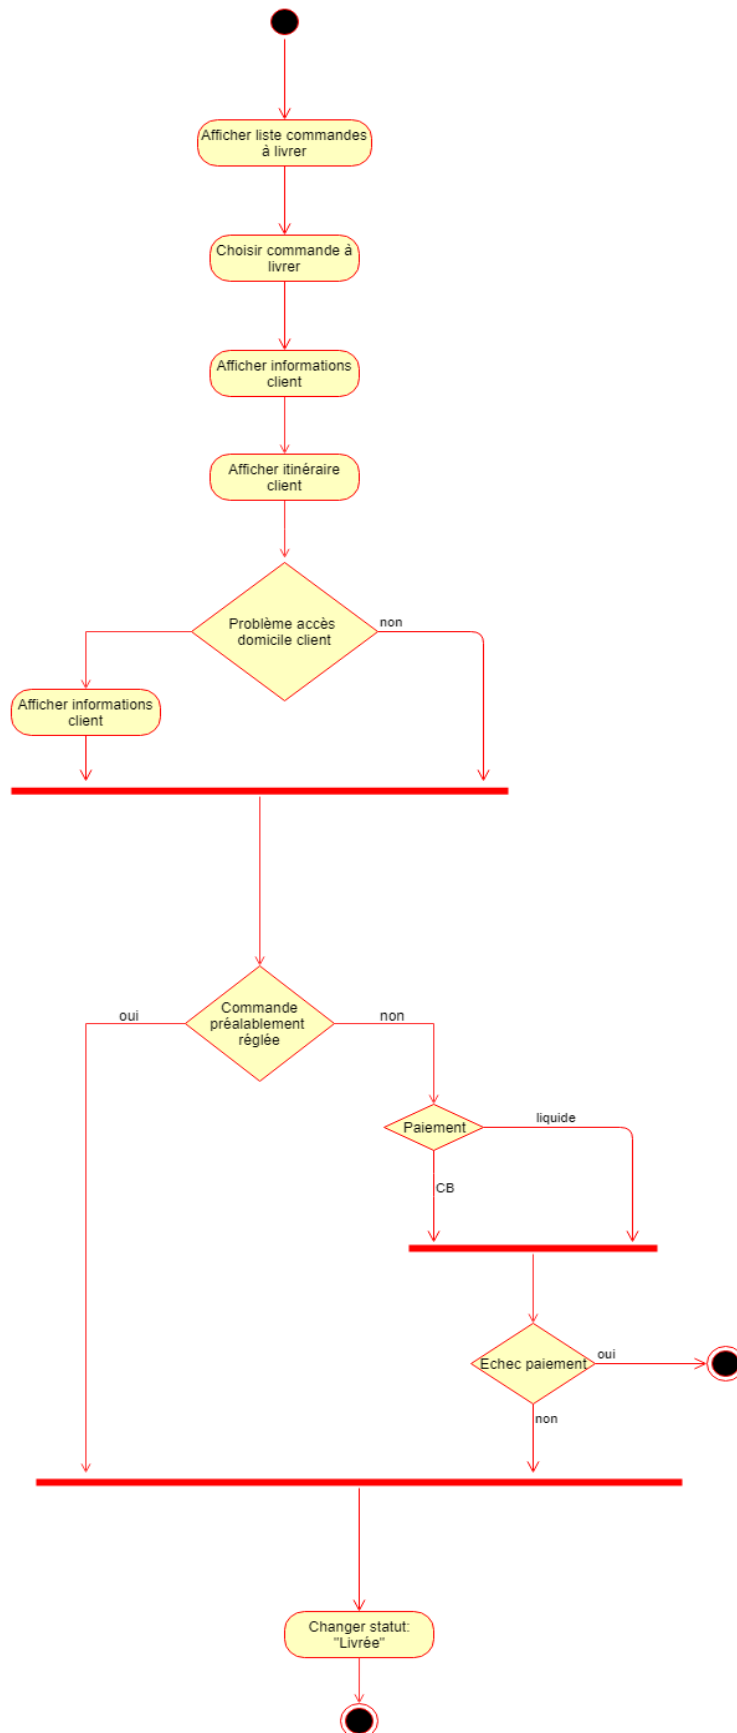 Afficher liste commandes
à livrer
Choisir commande à
livrer
Afficher informations
client
Afficher itinéraire
client
Problème accès
domicile client
non
Afficher informations
client
Commande
préalablement
réglée
oui
non
Paiement
liquide
CB
Echec paiement
oui
non
Changer statut:
"Livrée"